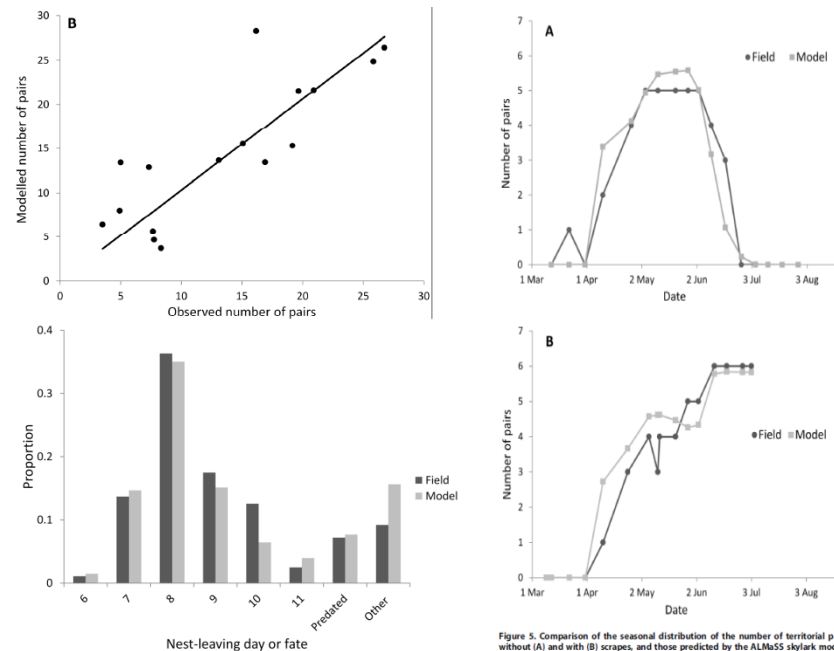 B
30
25
20
15
10
5
0
Modelled number of pairs
0 5 10 15 20 25 30
Observed number of pairs
0.4
0.3
0.2
0.1
0
Proportion
Field
Model
6 7 8 9 10 11 Predated Other
Nest-leaving day or fate
A
7
6
5
4
3
2
1
0
Number of pairs
Field Model
1 Mar 1 Apr 2 May 2 Jun 3 Jul 3 Aug
Date
B
7
6
5
4
3
2
1
0
Number of pairs
Field Model
1 Mar 1 Apr 2 May 2 Jun 3 Jul 3 Aug
Date
Figure 5. Comparison of the seasonal distribution of the number of territorial p
without (A) and with (B) scrapes, and those predicted by the ALMaSS skylark mo